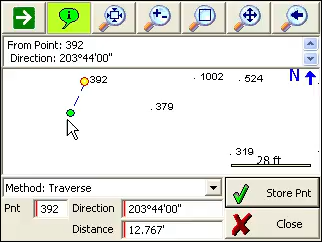 From Point: 392
Direction: 203°44'00"
392
1002
524
N
379
319
28 ft
Method: Traverse
Store Pnt
Pnt
392
Direction
203°44'00"
Distance
12.767'
Close